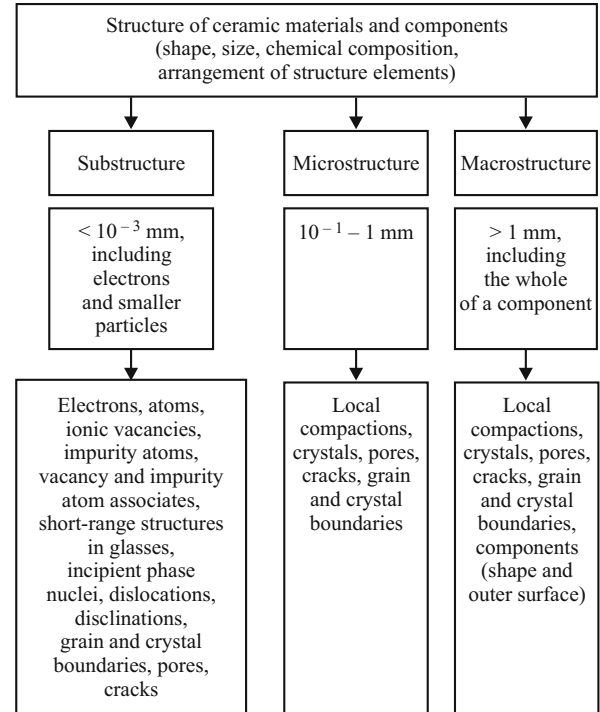 Structure of ceramic materials and components
(shape, size, chemical composition,
arrangement of structure elements)
Substructure
Microstructure
Macrostructure
< 10⁻³ mm,
including
electrons
and smaller
particles
10⁻¹ – 1 mm
> 1 mm,
including
the whole
of a component
Electrons, atoms,
ionic vacancies,
impurity atoms,
vacancy and impurity
atom associates,
short-range structures
in glasses,
incipient phase
nuclei, dislocations,
disclinations,
grain and crystal
boundaries, pores,
cracks
Local
compactions,
crystals, pores,
cracks, grain
and crystal
boundaries
Local
compactions,
crystals, pores,
cracks, grain
and crystal
boundaries,
components
(shape and
outer surface)